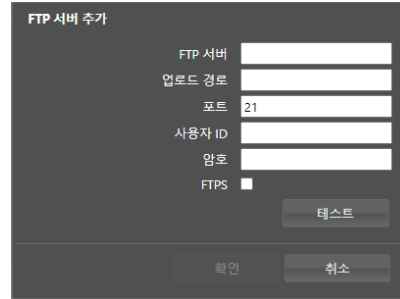 FTP 서버 추가
FTP 서버
업로드 경로
포트 21
사용자 ID
암호
FTPS
테스트
확인 취소